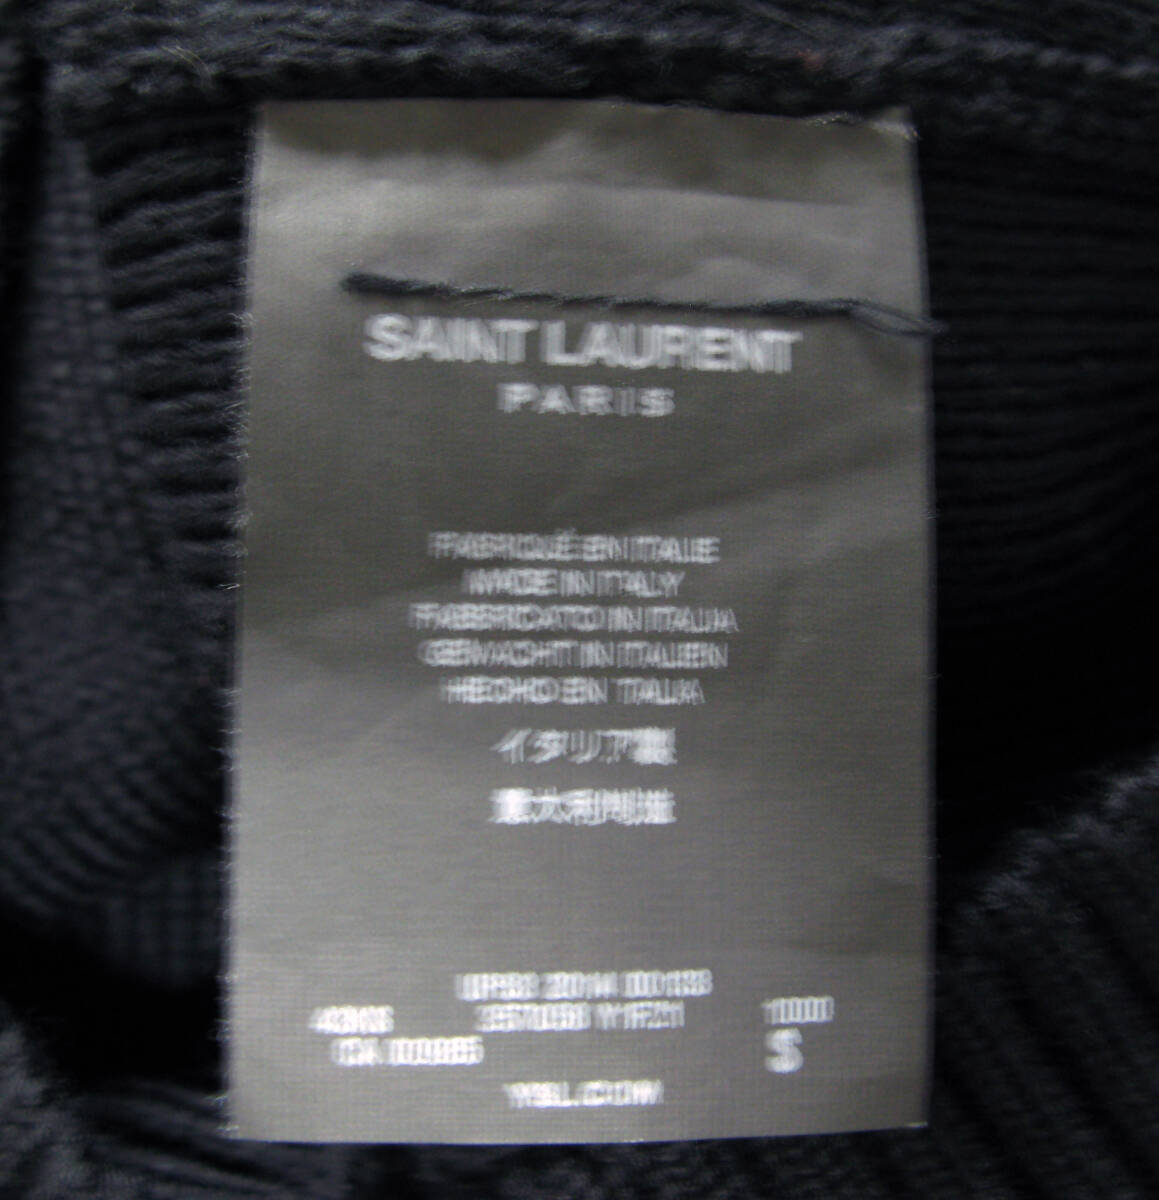 SAINT LAURENT
PARIS
FABRIQUÉ EN ITALIE
MADE IN ITALY
FABBRICATO IN ITALIA
GEMACHT IN ITALIEN
HECHO EN ITALIA
イタリア製
意大利制造
10000
S
YSL.COM